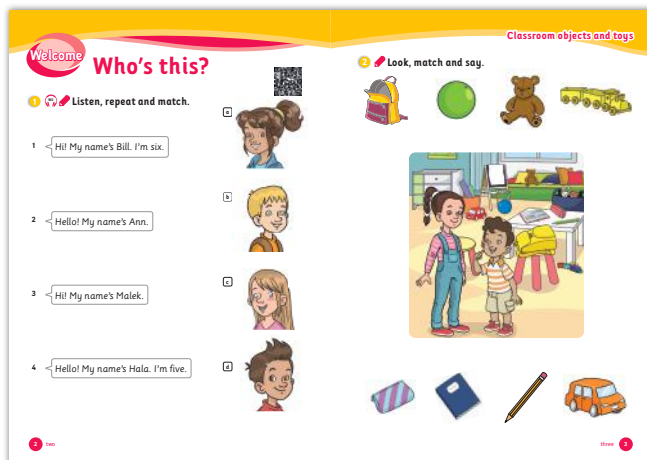 Welcome
Who's this?
1 Listen, repeat and match.
1 Hi! My name's Bill. I'm six.
2 Hello! My name's Ann.
3 Hi! My name's Malek.
4 Hello! My name's Hala. I'm five.
a
b
c
d
2 two
Classroom objects and toys
2 Look, match and say.
three 3